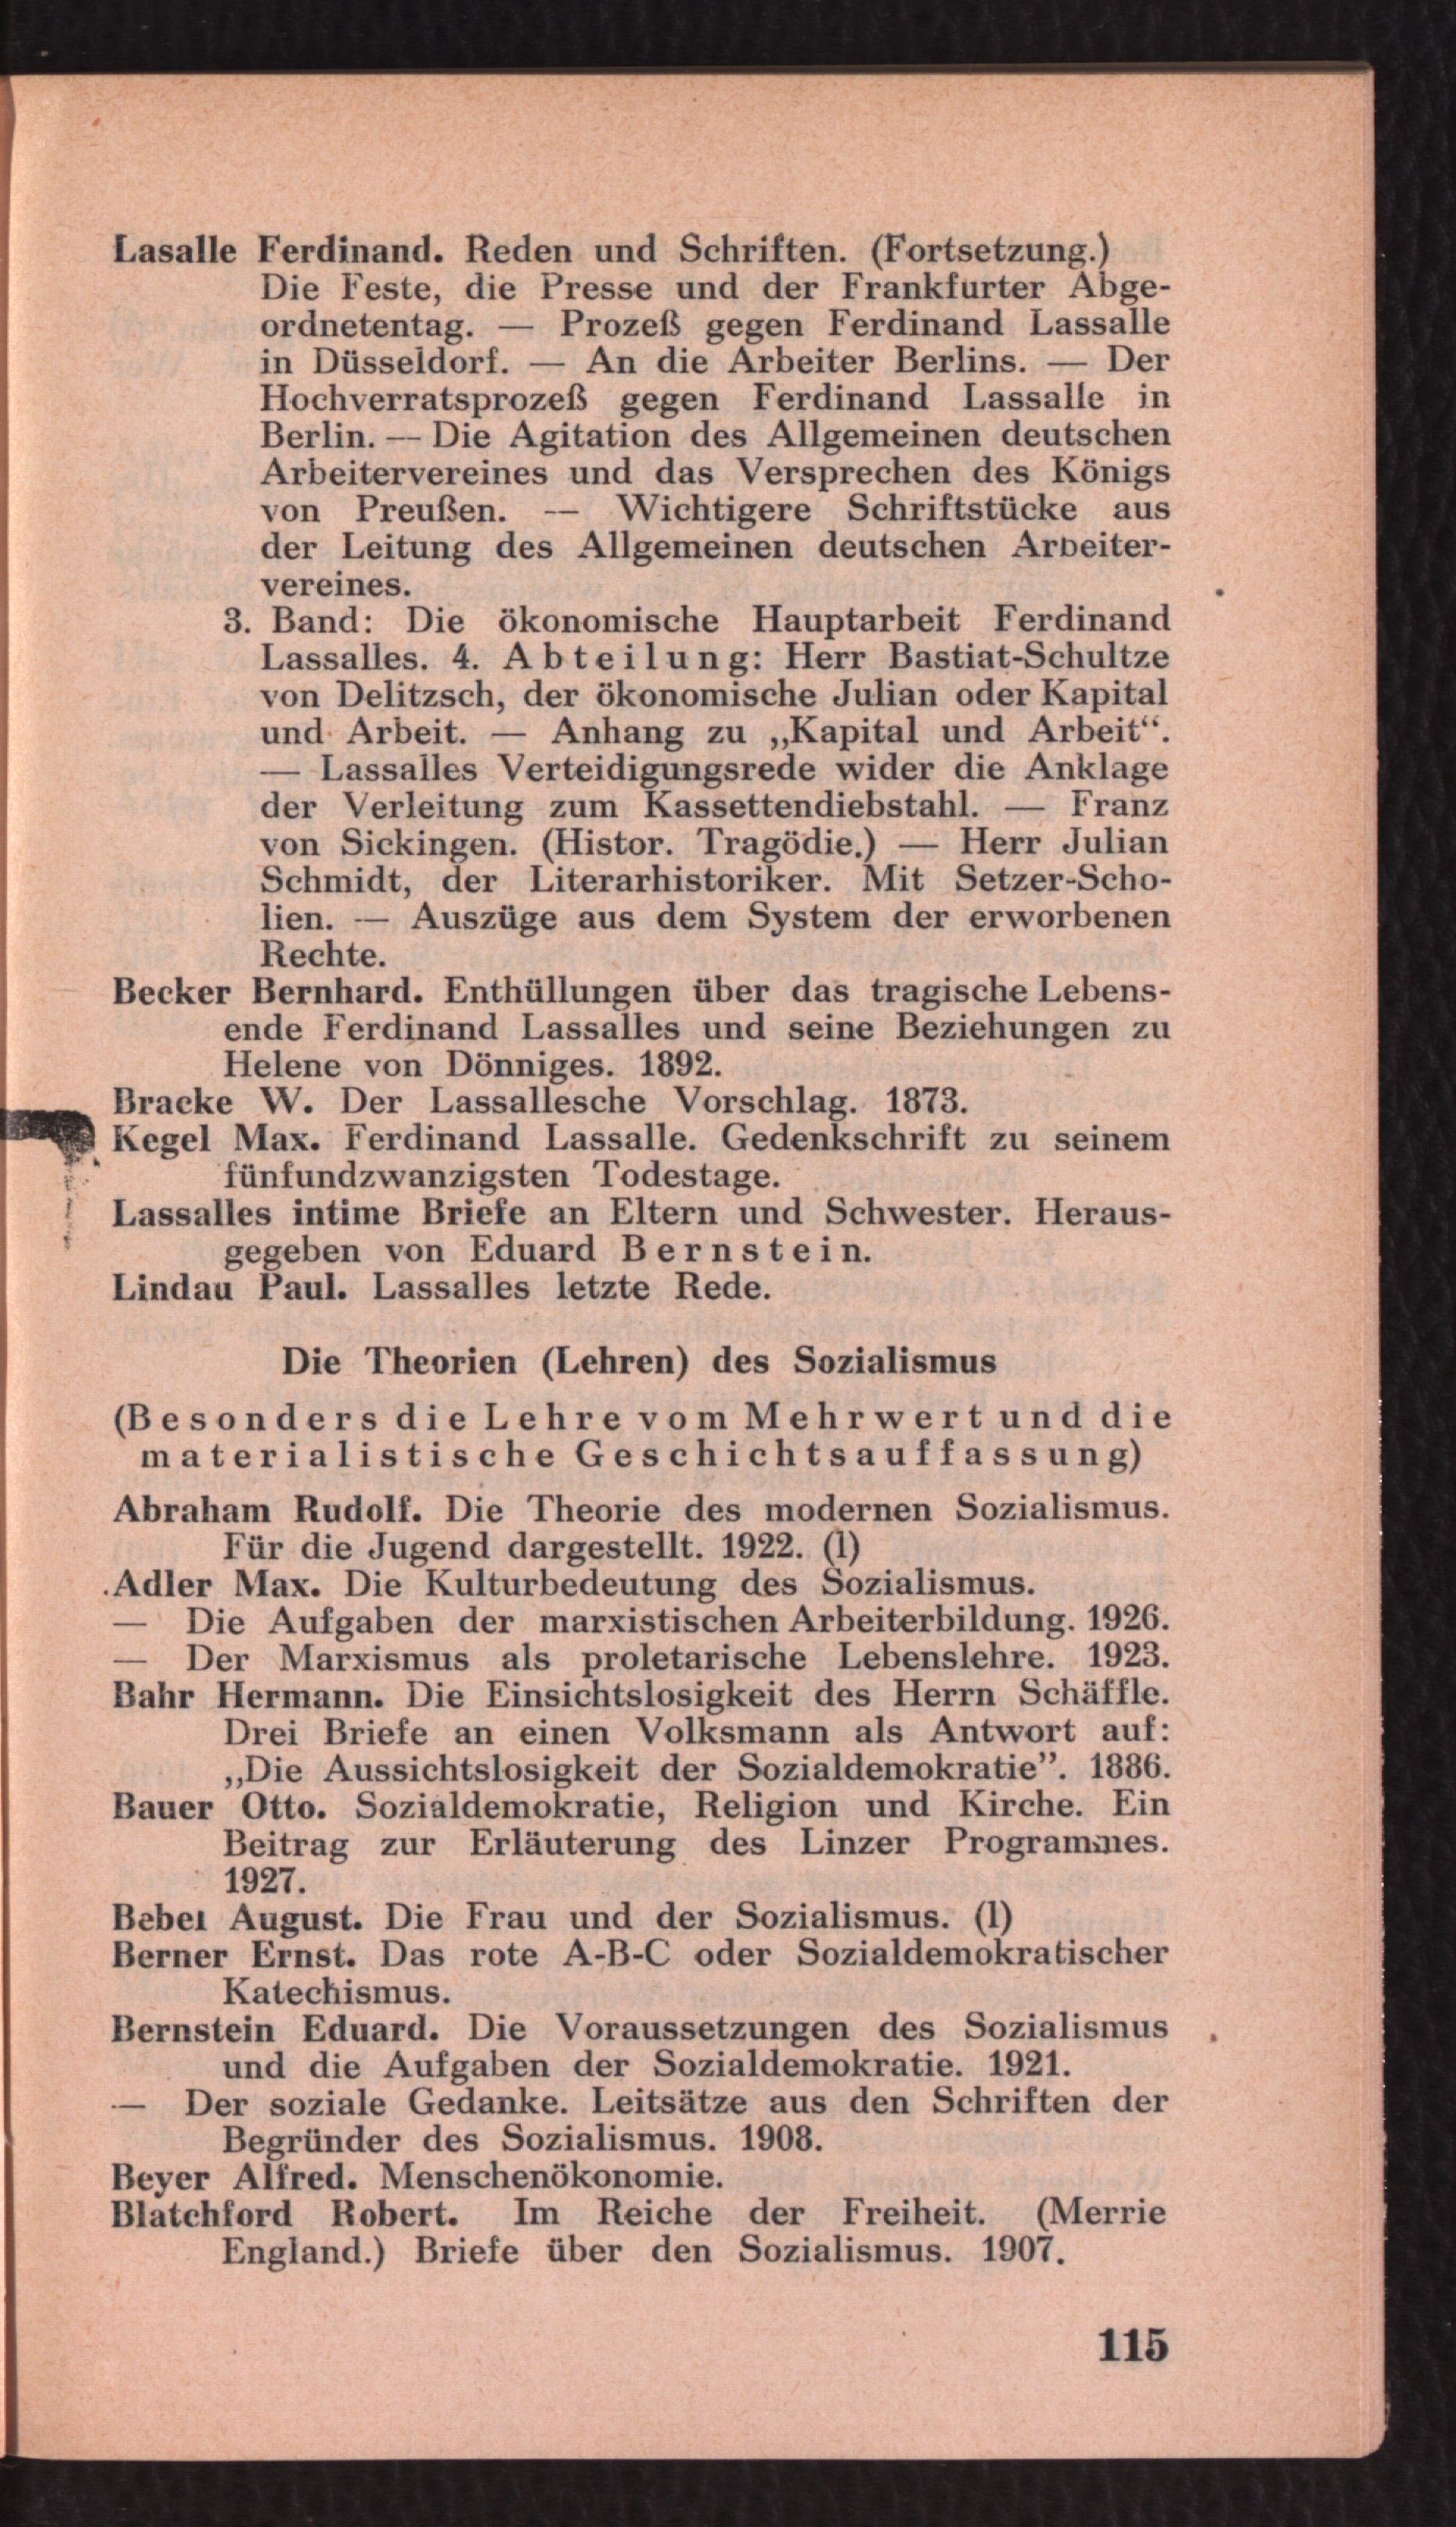 Lasalle Ferdinand. Reden und Schriften. (Fortsetzung.)
Die Feste, die Presse und der Frankfurter Abge-
ordnetentag. — Prozeß gegen Ferdinand Lassalle
in Düsseldorf. — An die Arbeiter Berlins. — Der
Hochverratsprozeß gegen Ferdinand Lassalle in
Berlin. — Die Agitation des Allgemeinen deutschen
Arbeitervereines und das Versprechen des Königs
von Preußen. — Wichtigere Schriftstücke aus
der Leitung des Allgemeinen deutschen Arbeiter-
vereines.
3. Band: Die ökonomische Hauptarbeit Ferdinand
Lassalles. 4. Abteilung: Herr Bastiat-Schultze
von Delitzsch, der ökonomische Julian oder Kapital
und Arbeit. — Anhang zu „Kapital und Arbeit“.
— Lassalles Verteidigungsrede wider die Anklage
der Verleitung zum Kassettendiebstahl. — Franz
von Sickingen. (Histor. Tragödie.) — Herr Julian
Schmidt, der Literarhistoriker. Mit Setzer-Scho-
lien. — Auszüge aus dem System der erworbenen
Rechte.
Becker Bernhard. Enthüllungen über das tragische Lebens-
ende Ferdinand Lassalles und seine Beziehungen zu
Helene von Dönniges. 1892.
Bracke W. Der Lassallesche Vorschlag. 1873.
Kegel Max. Ferdinand Lassalle. Gedenkschrift zu seinem
fünfundzwanzigsten Todestage.
Lassalles intime Briefe an Eltern und Schwester. Heraus-
gegeben von Eduard Bernstein.
Lindau Paul. Lassalles letzte Rede.
Die Theorien (Lehren) des Sozialismus
(Besonders die Lehre vom Mehrwert und die
materialistische Geschichtsauffassung)
Abraham Rudolf. Die Theorie des modernen Sozialismus.
Für die Jugend dargestellt. 1922. (l)
Adler Max. Die Kulturbedeutung des Sozialismus.
— Die Aufgaben der marxistischen Arbeiterbildung. 1926.
— Der Marxismus als proletarische Lebenslehre. 1923.
Bahr Hermann. Die Einsichtslosigkeit des Herrn Schäffle.
Drei Briefe an einen Volksmann als Antwort auf:
„Die Aussichtslosigkeit der Sozialdemokratie”. 1886.
Bauer Otto. Sozialdemokratie, Religion und Kirche. Ein
Beitrag zur Erläuterung des Linzer Programmes.
1927.
Bebel August. Die Frau und der Sozialismus. (l)
Berner Ernst. Das rote A-B-C oder Sozialdemokratischer
Katechismus.
Bernstein Eduard. Die Voraussetzungen des Sozialismus
und die Aufgaben der Sozialdemokratie. 1921.
— Der soziale Gedanke. Leitsätze aus den Schriften der
Begründer des Sozialismus. 1908.
Beyer Alfred. Menschenökonomie.
Blatchford Robert. Im Reiche der Freiheit. (Merrie
England.) Briefe über den Sozialismus. 1907.
115